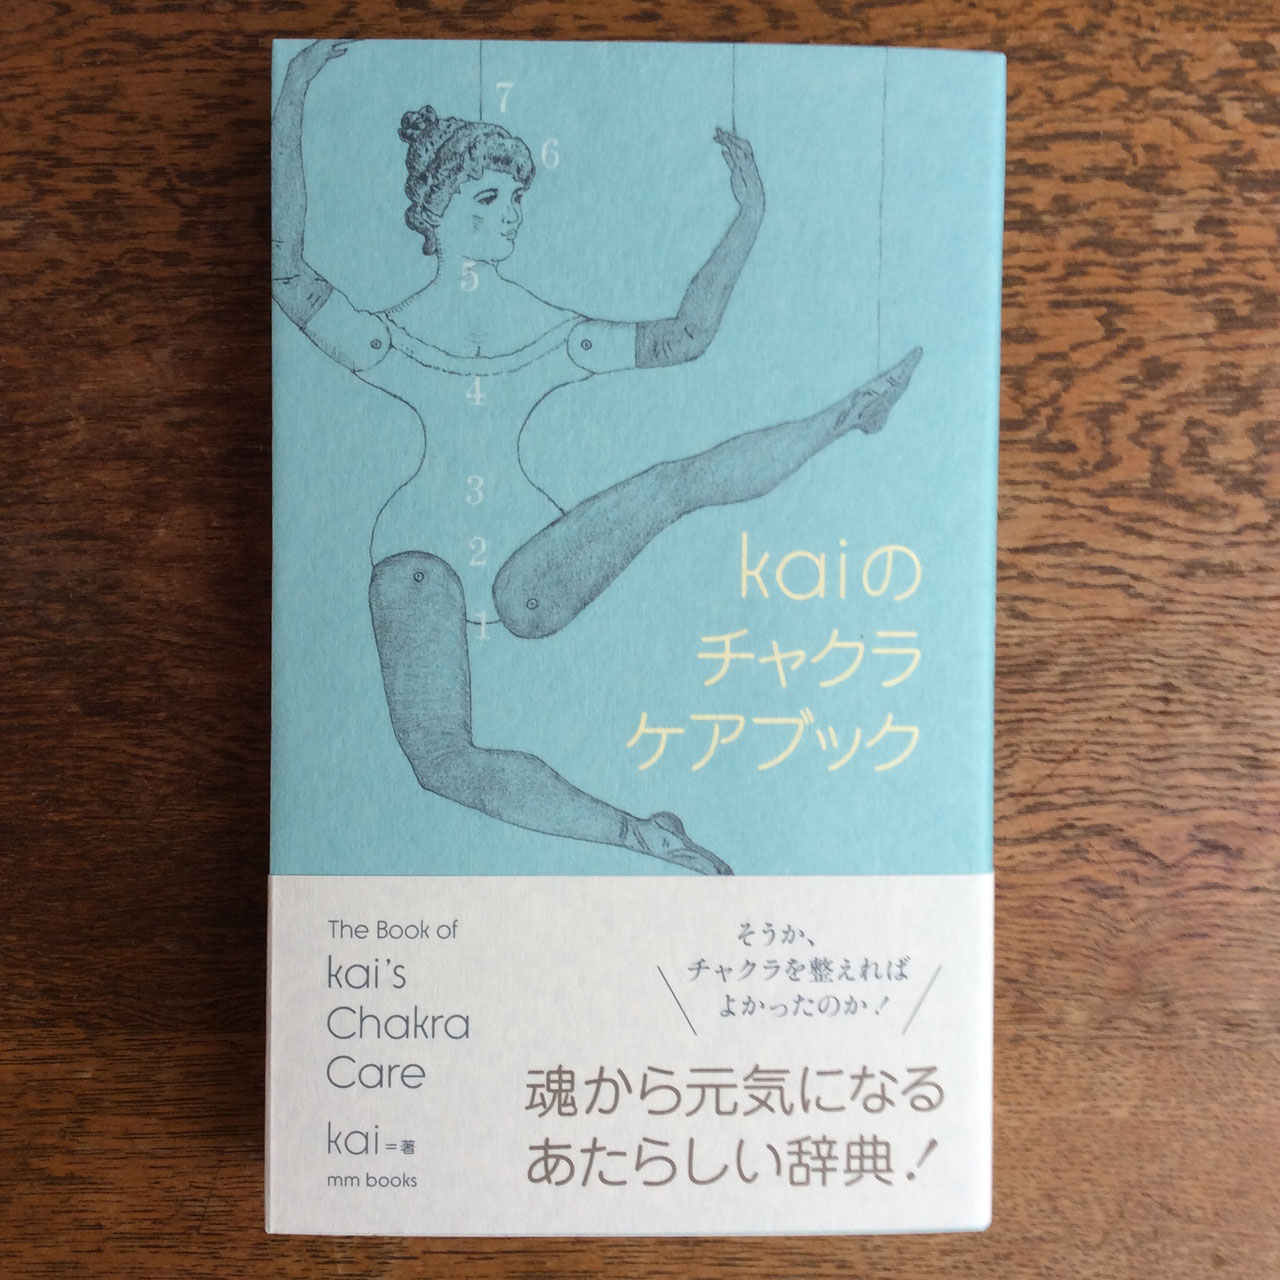 7
6
5
4
3
2
1
kaiの
チャクラ
ケアブック
The Book of
kai's
Chakra
Care
kai=著
mm books
そうか、
チャクラを整えれば
よかったのか!
魂から元気になる
あたらしい辞典!